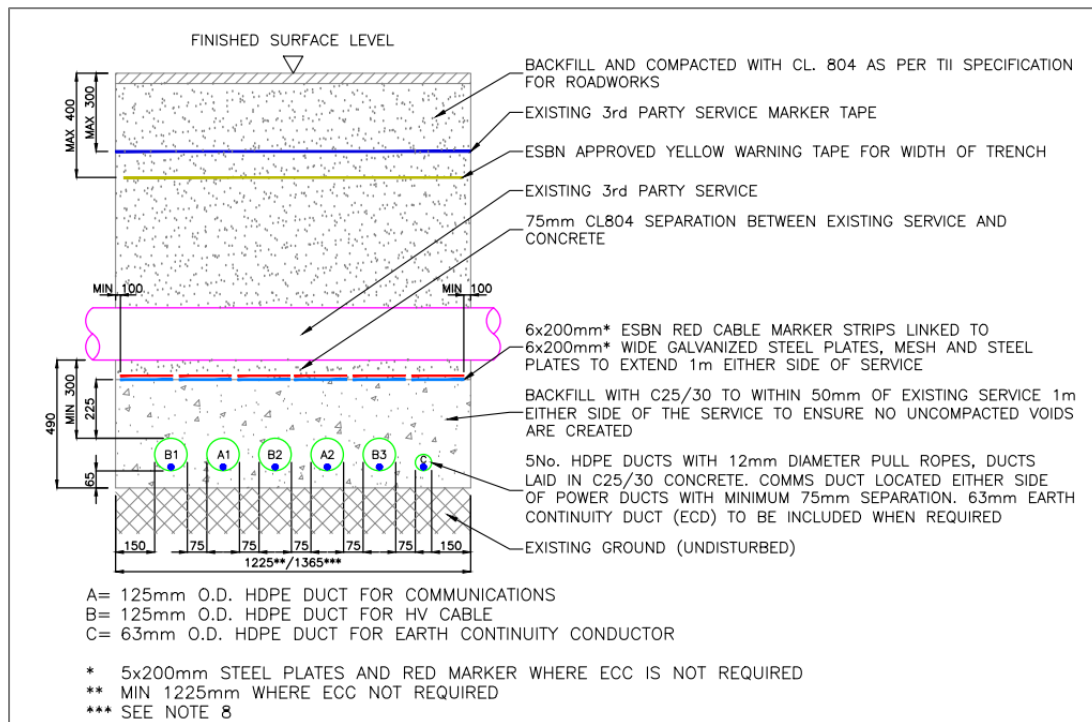 FINISHED SURFACE LEVEL
BACKFILL AND COMPACTED WITH CL. 804 AS PER TII SPECIFICATION
FOR ROADWORKS
MAX 400
MAX 300
EXISTING 3rd PARTY SERVICE MARKER TAPE
ESBN APPROVED YELLOW WARNING TAPE FOR WIDTH OF TRENCH
EXISTING 3rd PARTY SERVICE
75mm CL804 SEPARATION BETWEEN EXISTING SERVICE AND
CONCRETE
MIN 100
MIN 100
6x200mm* ESBN RED CABLE MARKER STRIPS LINKED TO
6x200mm* WIDE GALVANIZED STEEL PLATES, MESH AND STEEL
PLATES TO EXTEND 1m EITHER SIDE OF SERVICE
490
MIN 300
225
65
BACKFILL WITH C25/30 TO WITHIN 50mm OF EXISTING SERVICE 1m
EITHER SIDE OF THE SERVICE TO ENSURE NO UNCOMPACTED VOIDS
ARE CREATED
B1 A1 B2 A2 B3 C
5No. HDPE DUCTS WITH 12mm DIAMETER PULL ROPES, DUCTS
LAID IN C25/30 CONCRETE. COMMS DUCT LOCATED EITHER SIDE
OF POWER DUCTS WITH MINIMUM 75mm SEPARATION. 63mm EARTH
CONTINUITY DUCT (ECD) TO BE INCLUDED WHEN REQUIRED
EXISTING GROUND (UNDISTURBED)
150 75 75 75 75 75 150
1225**/1365***
A= 125mm O.D. HDPE DUCT FOR COMMUNICATIONS
B= 125mm O.D. HDPE DUCT FOR HV CABLE
C= 63mm O.D. HDPE DUCT FOR EARTH CONTINUITY CONDUCTOR
* 5x200mm STEEL PLATES AND RED MARKER WHERE ECC IS NOT REQUIRED
** MIN 1225mm WHERE ECC NOT REQUIRED
*** SEE NOTE 8